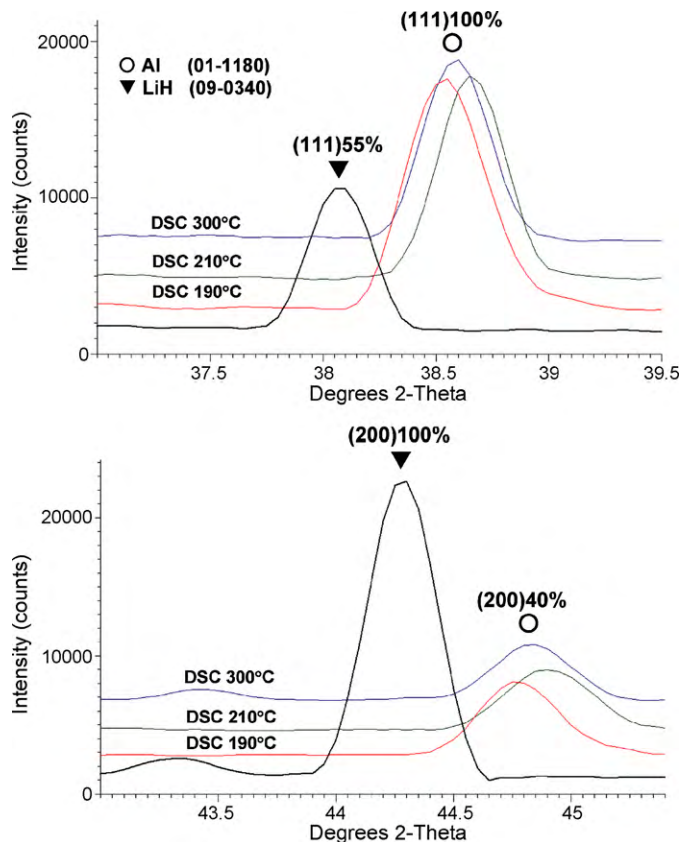 (111)100%
20000
Al (01-1180)
LiH (09-0340)
(111)55%
Intensity (counts)
10000
DSC 300°C
DSC 210°C
DSC 190°C
0
37.5 38 38.5 39 39.5
Degrees 2-Theta
(200)100%
20000
(200)40%
Intensity (counts)
10000
DSC 300°C
DSC 210°C
DSC 190°C
0
43.5 44 44.5 45
Degrees 2-Theta